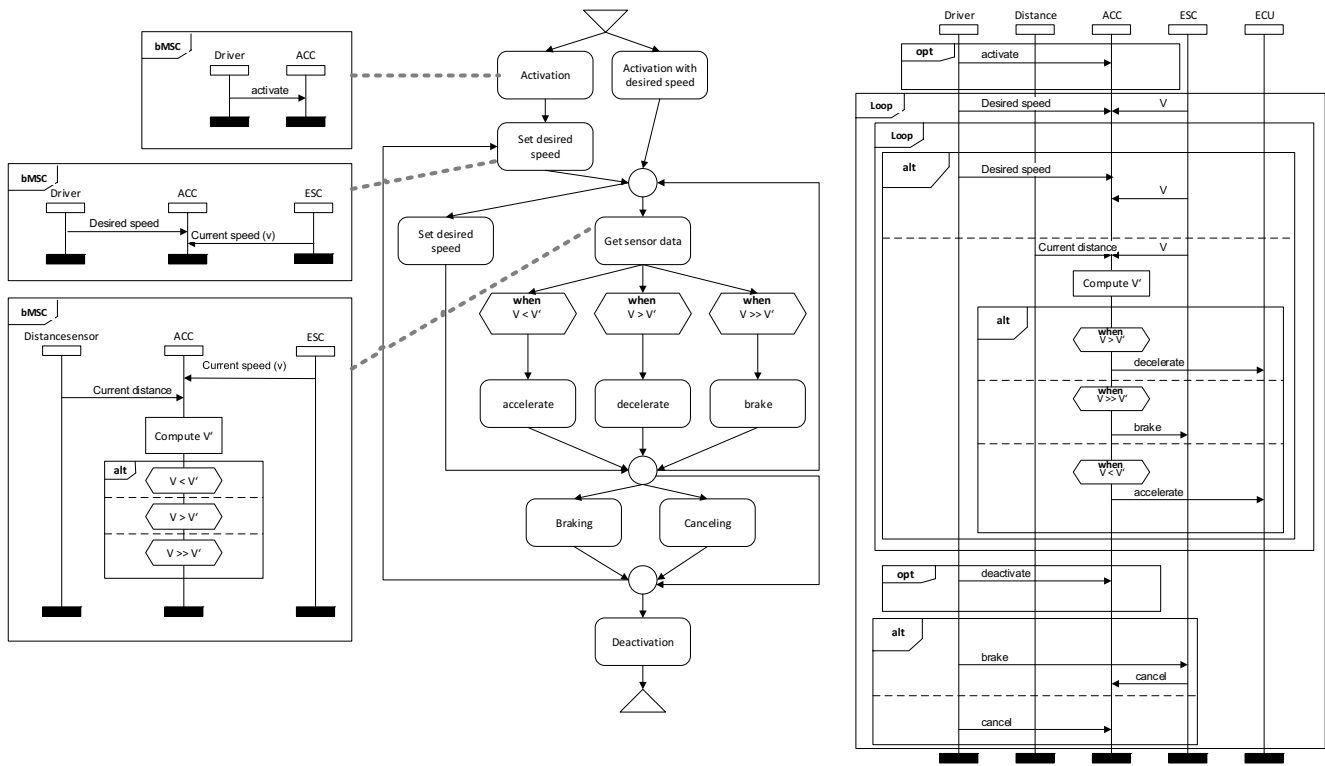 bMSC
Driver
ACC
activate
bMSC
Driver
ACC
ESC
Desired speed
Current speed (v)
bMSC
Distancesensor
ACC
ESC
Current speed (v)
Current distance
Compute V'
alt
V < V'
V > V'
V >> V'
Activation
Activation with
desired speed
Set desired
speed
Set desired
speed
Get sensor data
when
V < V'
when
V > V'
when
V >> V'
accelerate
decelerate
brake
Braking
Canceling
Deactivation
Driver
Distance
ACC
ESC
ECU
opt
activate
Loop
Desired speed
V
Loop
alt
Desired speed
V
Current distance
V
Compute V'
alt
when
V > V'
decelerate
when
V >> V'
brake
when
V < V'
accelerate
opt
deactivate
alt
brake
cancel
cancel